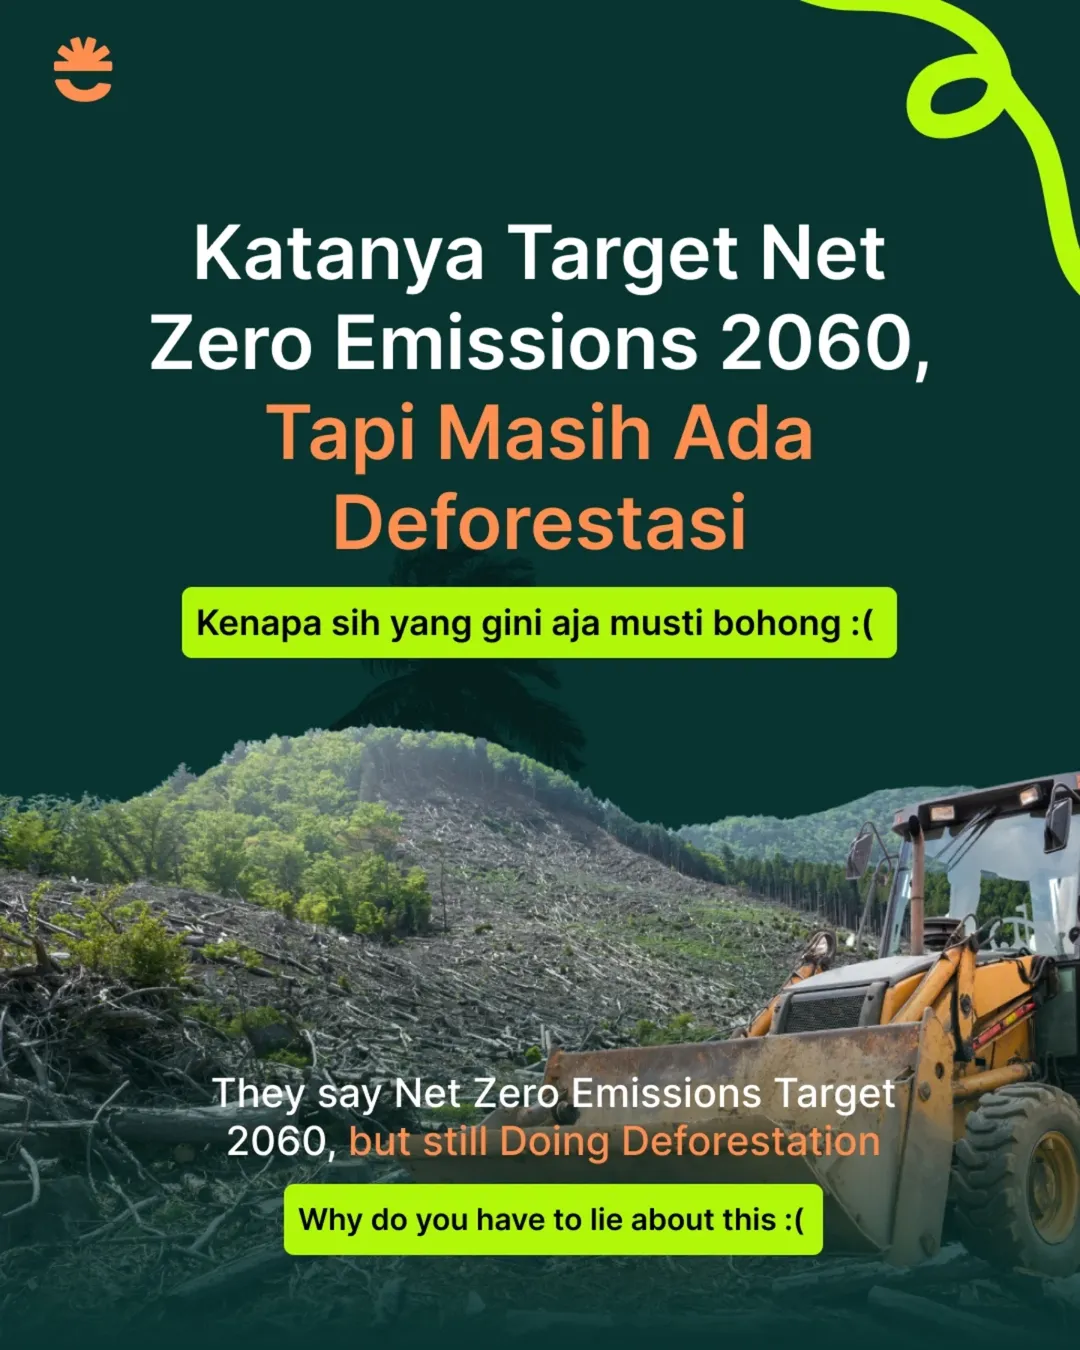 Katanya Target Net
Zero Emissions 2060,
Tapi Masih Ada
Deforestasi
Kenapa sih yang gini aja musti bohong :(
They say Net Zero Emissions Target
2060, but still Doing Deforestation
Why do you have to lie about this :(